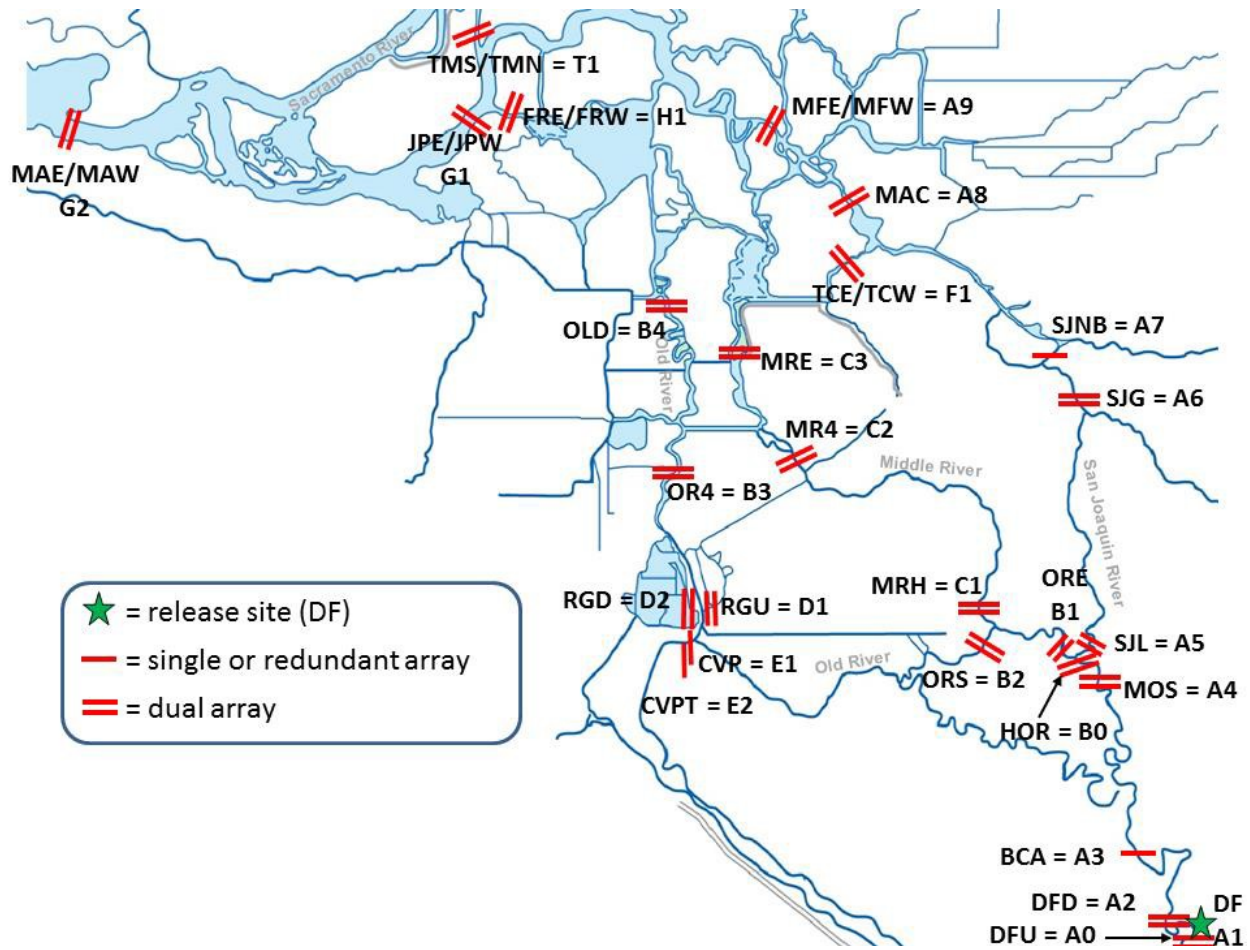 Sacramento River
TMS/TMN = T1
FRE/FRW = H1
MFE/MFW = A9
JPE/JPW
G1
MAE/MAW
G2
MAC = A8
TCE/TCW = F1
OLD = B4
Old River
MRE = C3
SJNB = A7
SJG = A6
MR4 = C2
Middle River
OR4 = B3
San Joaquin River
RGD = D2
RGU = D1
MRH = C1
ORE
B1
= release site (DF)
= single or redundant array
= dual array
CVP = E1
CVPT = E2
Old River
ORS = B2
SJL = A5
MOS = A4
HOR = B0
BCA = A3
DFD = A2
DF
DFU = A0
A1